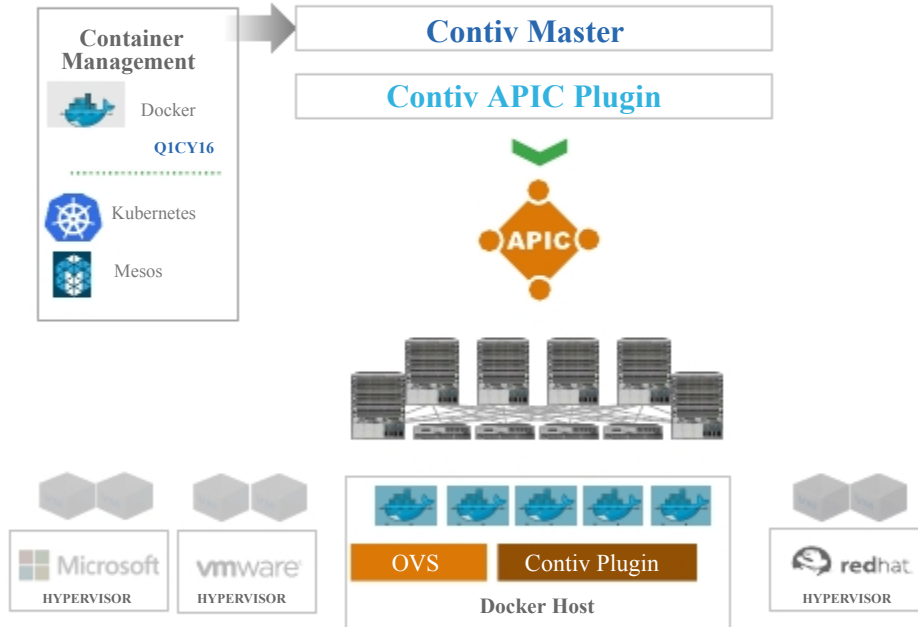 Container
Management
Docker
Q1CY16
Kubernetes
Mesos
Contiv Master
Contiv APIC Plugin
APIC
Microsoft
HYPERVISOR
vmware
HYPERVISOR
OVS
Contiv Plugin
Docker Host
redhat.
HYPERVISOR